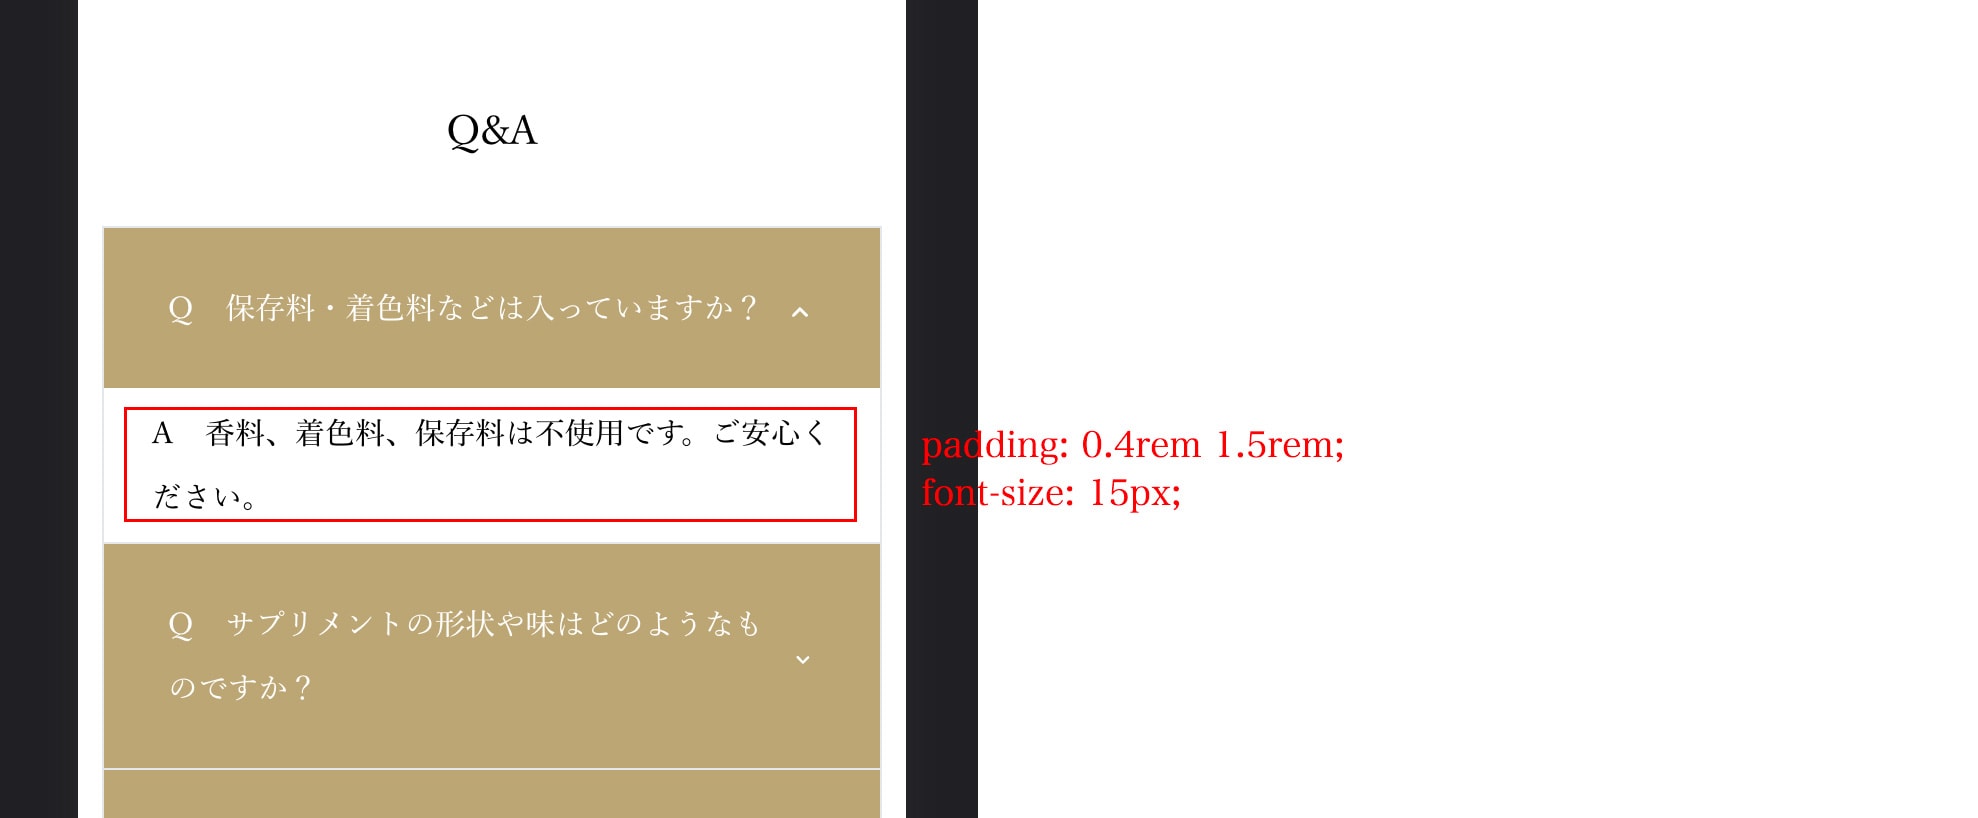 Q&A
Q　保存料・着色料などは入っていますか？
A　香料、着色料、保存料は不使用です。ご安心く
ださい。
padding: 0.4rem 1.5rem;
font-size: 15px;
Q　サプリメントの形状や味はどのようなも
のですか？